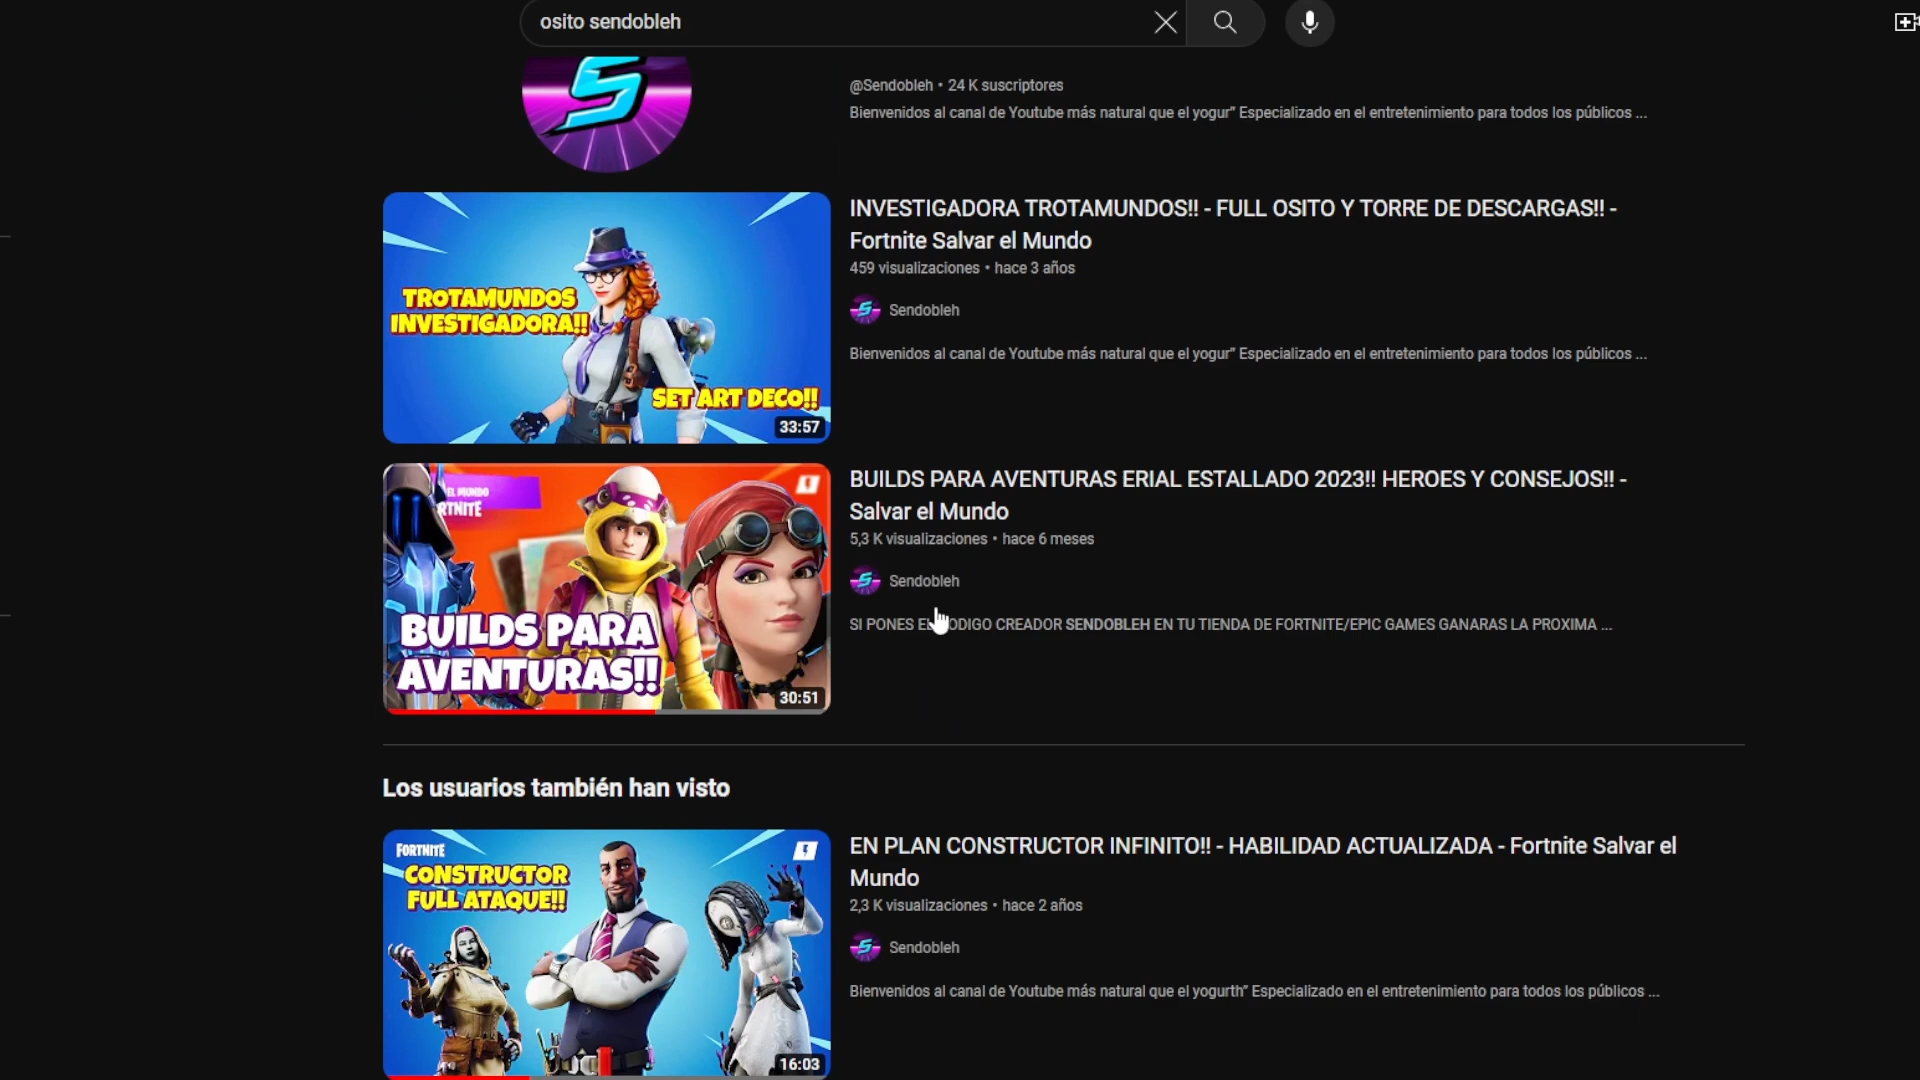 osito sendobleh
@Sendobleh • 24 K suscriptores
Bienvenidos al canal de Youtube más natural que el yogur" Especializado en el entretenimiento para todos los públicos ...
TROTAMUNDOS
INVESTIGADORA!!
SET ART DECO!!
33:57
INVESTIGADORA TROTAMUNDOS!! - FULL OSITO Y TORRE DE DESCARGAS!! -
Fortnite Salvar el Mundo
459 visualizaciones • hace 3 años
Sendobleh
Bienvenidos al canal de Youtube más natural que el yogur" Especializado en el entretenimiento para todos los públicos ...
EL MUNDO
RTNITE
BUILDS PARA
AVENTURAS!!
30:51
BUILDS PARA AVENTURAS ERIAL ESTALLADO 2023!! HEROES Y CONSEJOS!! -
Salvar el Mundo
5,3 K visualizaciones • hace 6 meses
Sendobleh
SI PONES EL ODIGO CREADOR SENDOBLEH EN TU TIENDA DE FORTNITE/EPIC GAMES GANARAS LA PROXIMA ...
Los usuarios también han visto
FORTNITE
CONSTRUCTOR
FULL ATAQUE!!
16:03
EN PLAN CONSTRUCTOR INFINITO!! - HABILIDAD ACTUALIZADA - Fortnite Salvar el
Mundo
2,3 K visualizaciones • hace 2 años
Sendobleh
Bienvenidos al canal de Youtube más natural que el yogurth" Especializado en el entretenimiento para todos los públicos ...